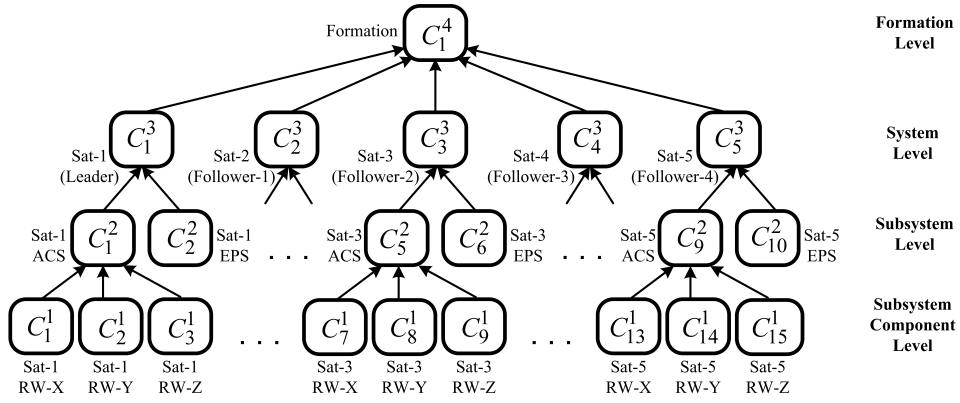 Formation
C_1^4
Formation
Level
C_1^3
C_2^3
C_3^3
C_4^3
C_5^3
System
Level
Sat-1
(Leader)
Sat-2
(Follower-1)
Sat-3
(Follower-2)
Sat-4
(Follower-3)
Sat-5
(Follower-4)
Sat-1
ACS
C_1^2
C_2^2
Sat-1
EPS
. . .
Sat-3
ACS
C_5^2
C_6^2
Sat-3
EPS
. . .
Sat-5
ACS
C_9^2
C_10^2
Sat-5
EPS
Subsystem
Level
C_1^1
C_2^1
C_3^1
. . .
C_7^1
C_8^1
C_9^1
. . .
C_13^1
C_14^1
C_15^1
Subsystem
Component
Level
Sat-1
RW-X
Sat-1
RW-Y
Sat-1
RW-Z
Sat-3
RW-X
Sat-3
RW-Y
Sat-3
RW-Z
Sat-5
RW-X
Sat-5
RW-Y
Sat-5
RW-Z